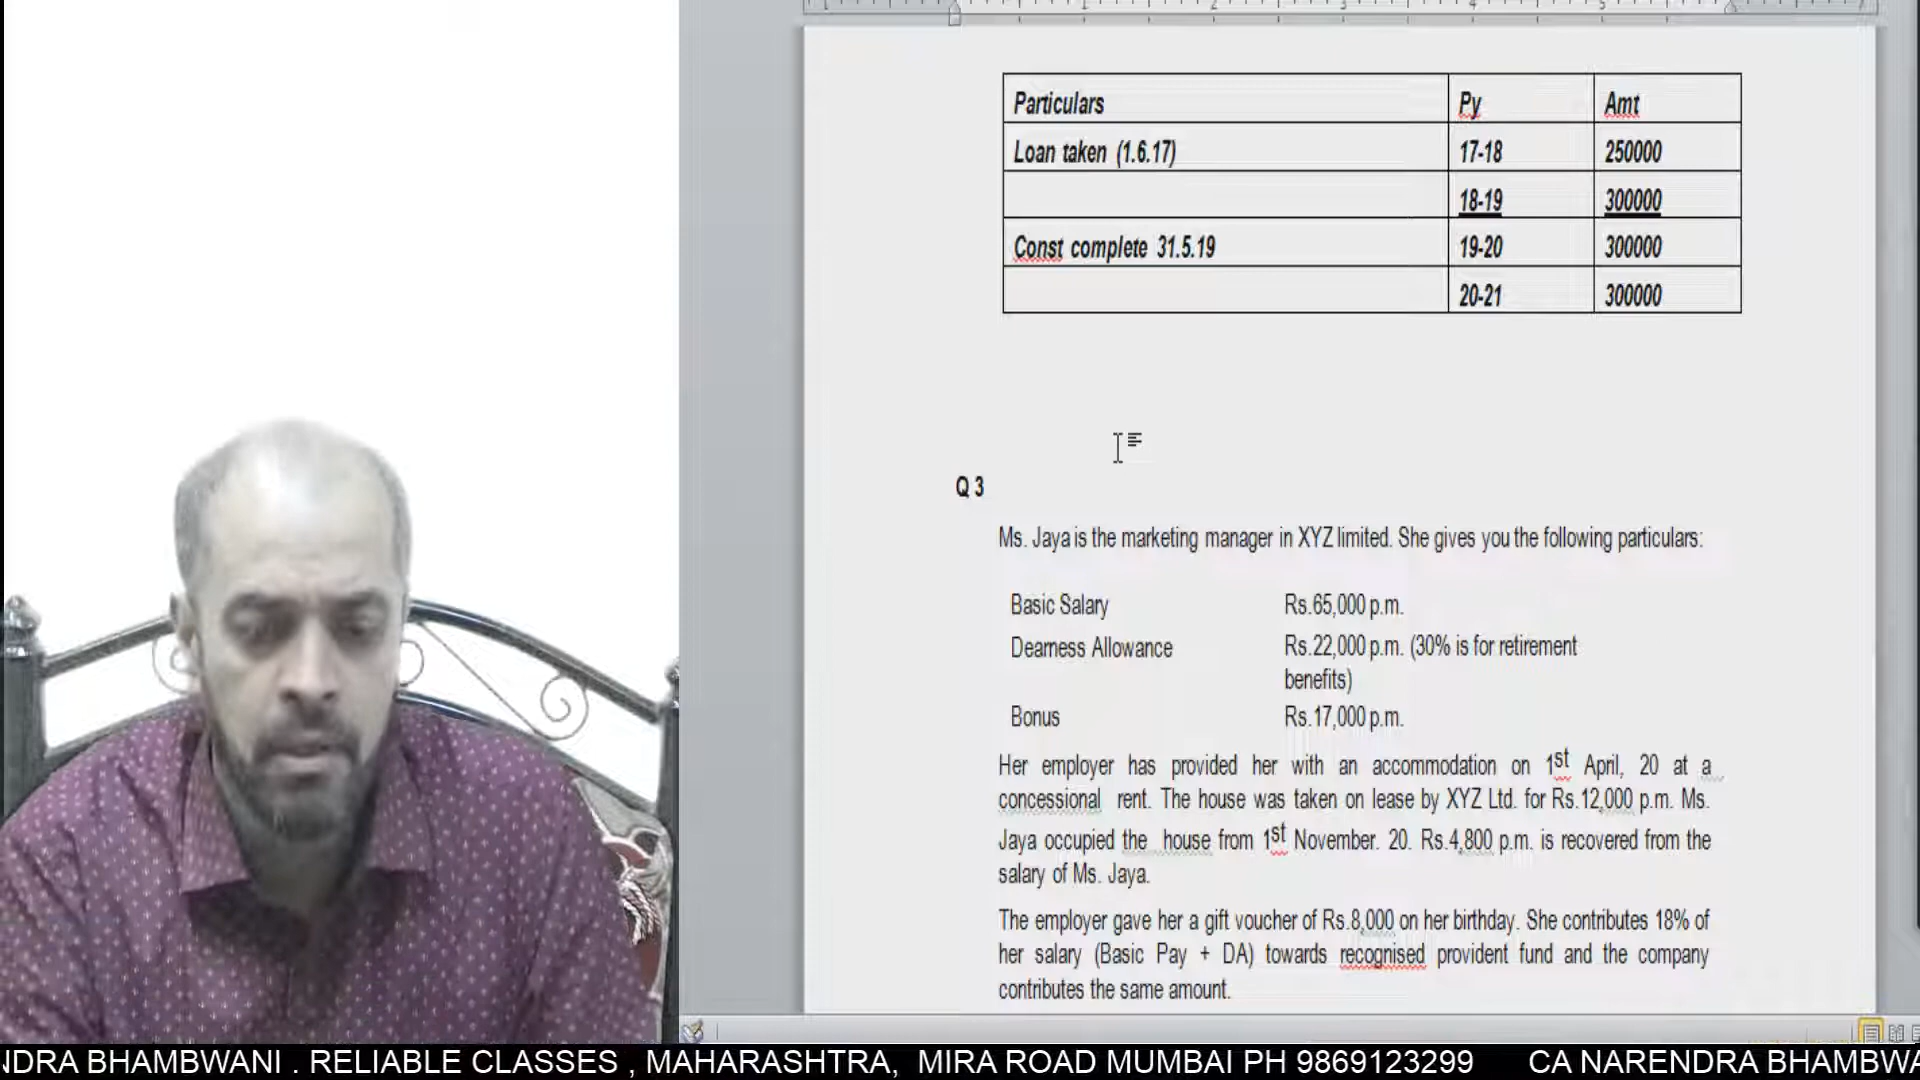 Particulars Py Amt
Loan taken (1.6.17) 17-18 250000
18-19 300000
Const complete 31.5.19 19-20 300000
20-21 300000
Q 3
Ms. Jaya is the marketing manager in XYZ limited. She gives you the following particulars:
Basic Salary Rs.65,000 p.m.
Dearness Allowance Rs.22,000 p.m. (30% is for retirement
benefits)
Bonus Rs.17,000 p.m.
Her employer has provided her with an accommodation on 1st April, 20 at a
concessional rent. The house was taken on lease by XYZ Ltd. for Rs.12,000 p.m. Ms.
Jaya occupied the house from 1st November. 20. Rs.4,800 p.m. is recovered from the
salary of Ms. Jaya.
The employer gave her a gift voucher of Rs.8,000 on her birthday. She contributes 18% of
her salary (Basic Pay + DA) towards recognised provident fund and the company
contributes the same amount.
NDRA BHAMBWANI . RELIABLE CLASSES , MAHARASHTRA, MIRA ROAD MUMBAI PH 9869123299 CA NARENDRA BHAMBWA